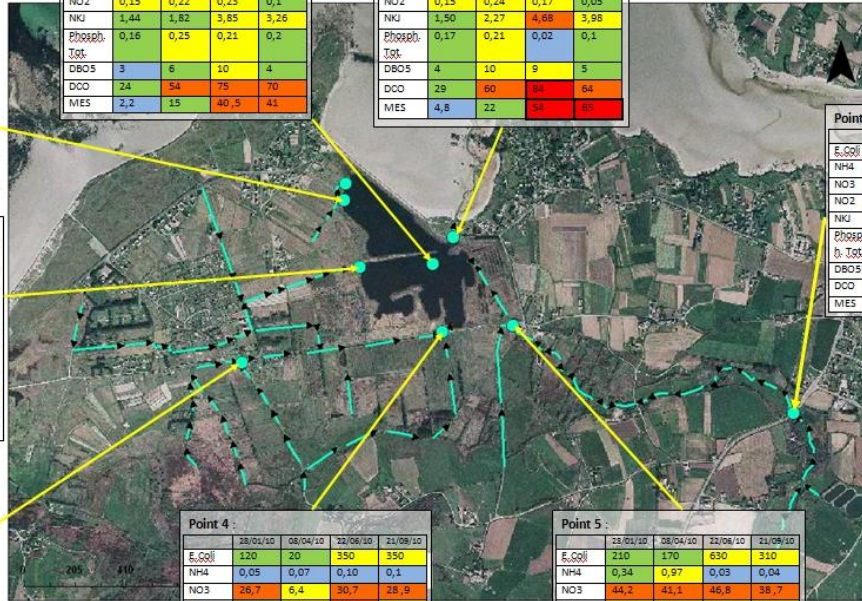 NO2 0,15 0,22 0,23 0,1
NKJ 1,44 1,82 3,85 3,26
Phosph. Tot. 0,16 0,25 0,21 0,2
DBO5 3 6 10 4
DCO 24 54 75 70
MES 2,2 15 40,5 41
NO2 0,15 0,24 0,17 0,05
NKJ 1,50 2,27 4,68 3,98
Phosph. Tot. 0,17 0,21 0,02 0,1
DBO5 4 10 9 5
DCO 29 60 84 64
MES 4,8 22 54 65
Point
E.Coli
NH4
NO3
NO2
NKJ
Phosp
h. Tot
DBO5
DCO
MES
Point 4 :
28/01/10 08/04/10 22/06/10 21/09/10
E.Coli 120 20 350 350
NH4 0,05 0,07 0,10 0,1
NO3 26,7 6,4 30,7 28,9
Point 5 :
28/01/10 08/04/10 22/06/10 21/09/10
E.Coli 210 170 630 310
NH4 0,34 0,97 0,03 0,04
NO3 44,2 41,1 46,8 38,7
0 205 410